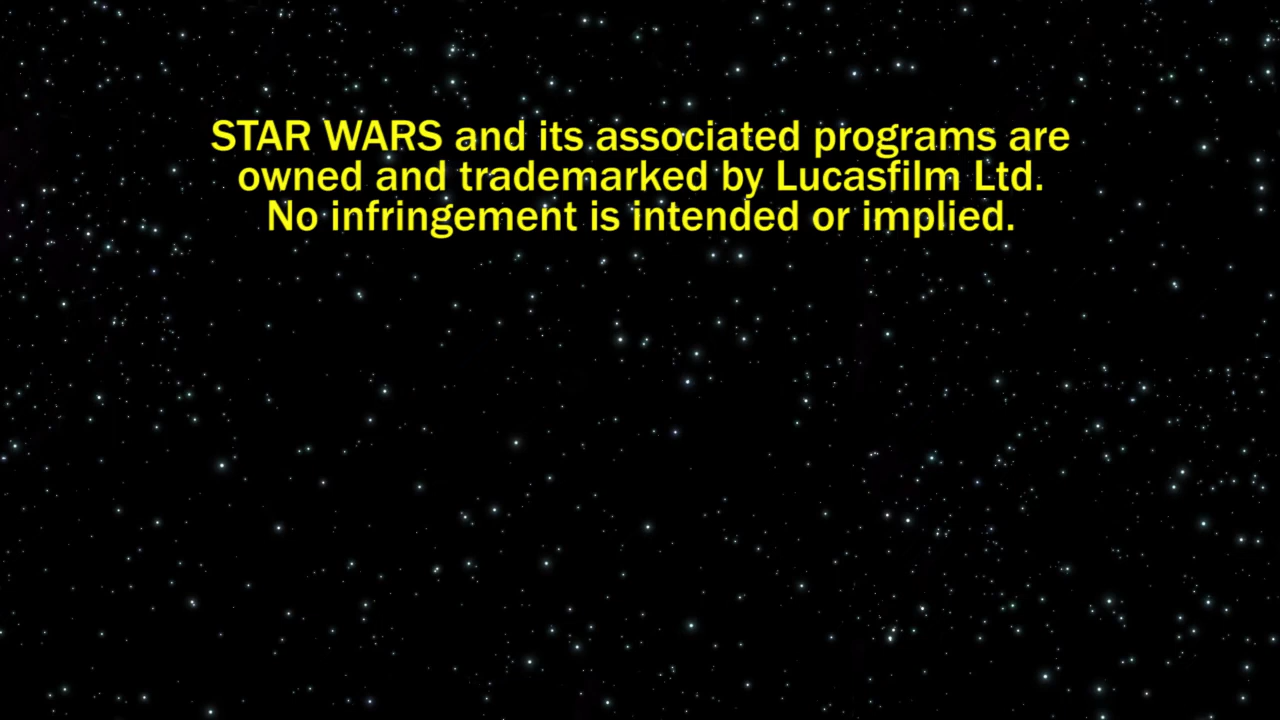 STAR WARS and its associated programs are
owned and trademarked by Lucasfilm Ltd.
No infringement is intended or implied.